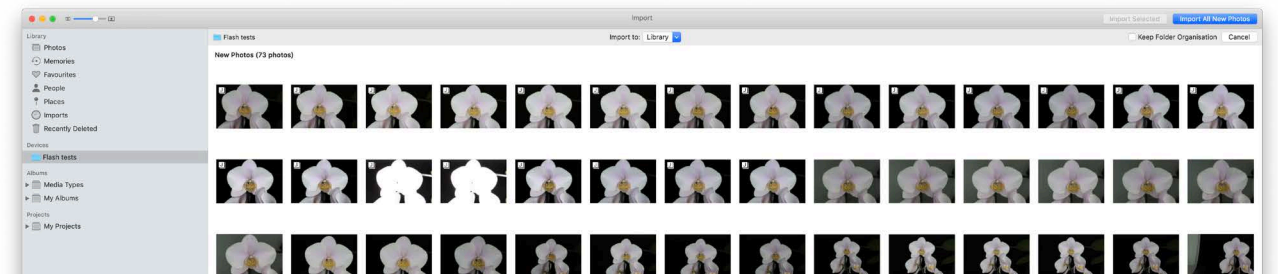 Import
Import Selected
Import All New Photos
Library
Photos
Memories
Favourites
People
Places
Imports
Recently Deleted
Devices
Flash tests
Albums
Media Types
My Albums
Projects
My Projects
Flash tests
Import to: Library
Keep Folder Organisation
Cancel
New Photos (73 photos)